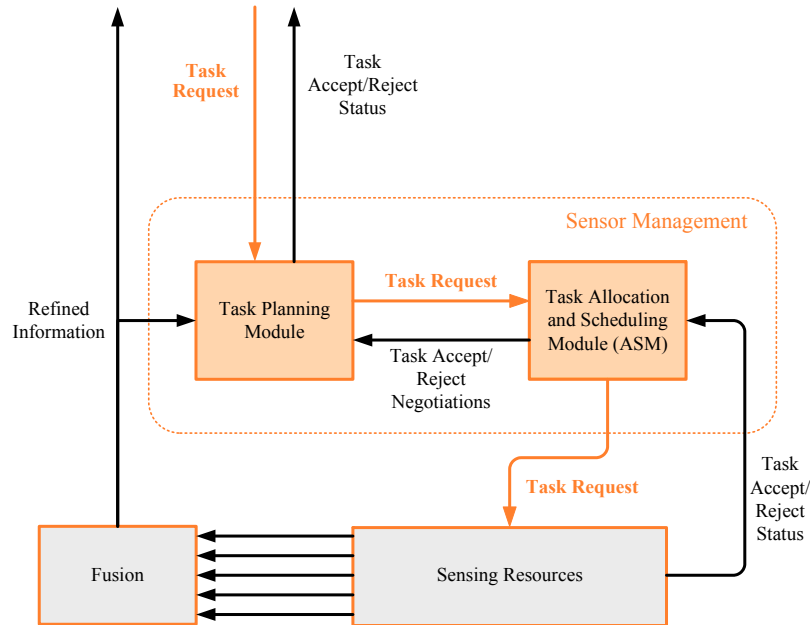 Task
Request
Task
Accept/Reject
Status
Sensor Management
Refined
Information
Task Planning
Module
Task Request
Task Accept/
Reject
Negotiations
Task Allocation
and Scheduling
Module (ASM)
Task Request
Task
Accept/
Reject
Status
Fusion
Sensing Resources